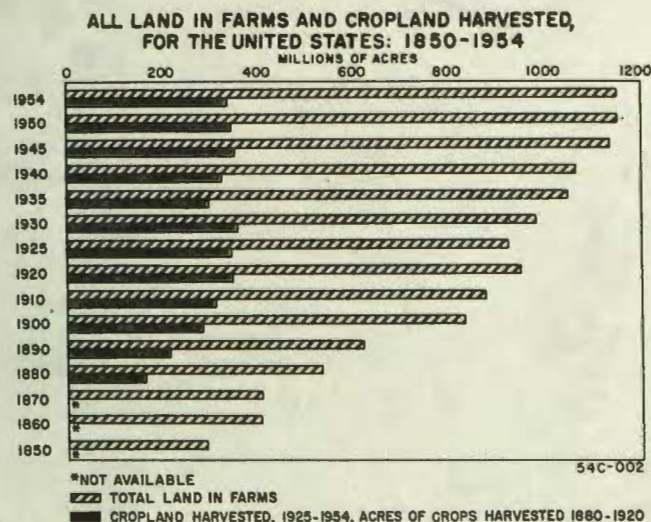 ALL LAND IN FARMS AND CROPLAND HARVESTED,
FOR THE UNITED STATES: 1850-1954
MILLIONS OF ACRES
0 200 400 600 800 1000 1200
1954
1950
1945
1940
1935
1930
1925
1920
1910
1900
1890
1880
1870 *
1860 *
1850 *
54C-002
*NOT AVAILABLE
TOTAL LAND IN FARMS
CROPLAND HARVESTED, 1925-1954, ACRES OF CROPS HARVESTED 1880-1920